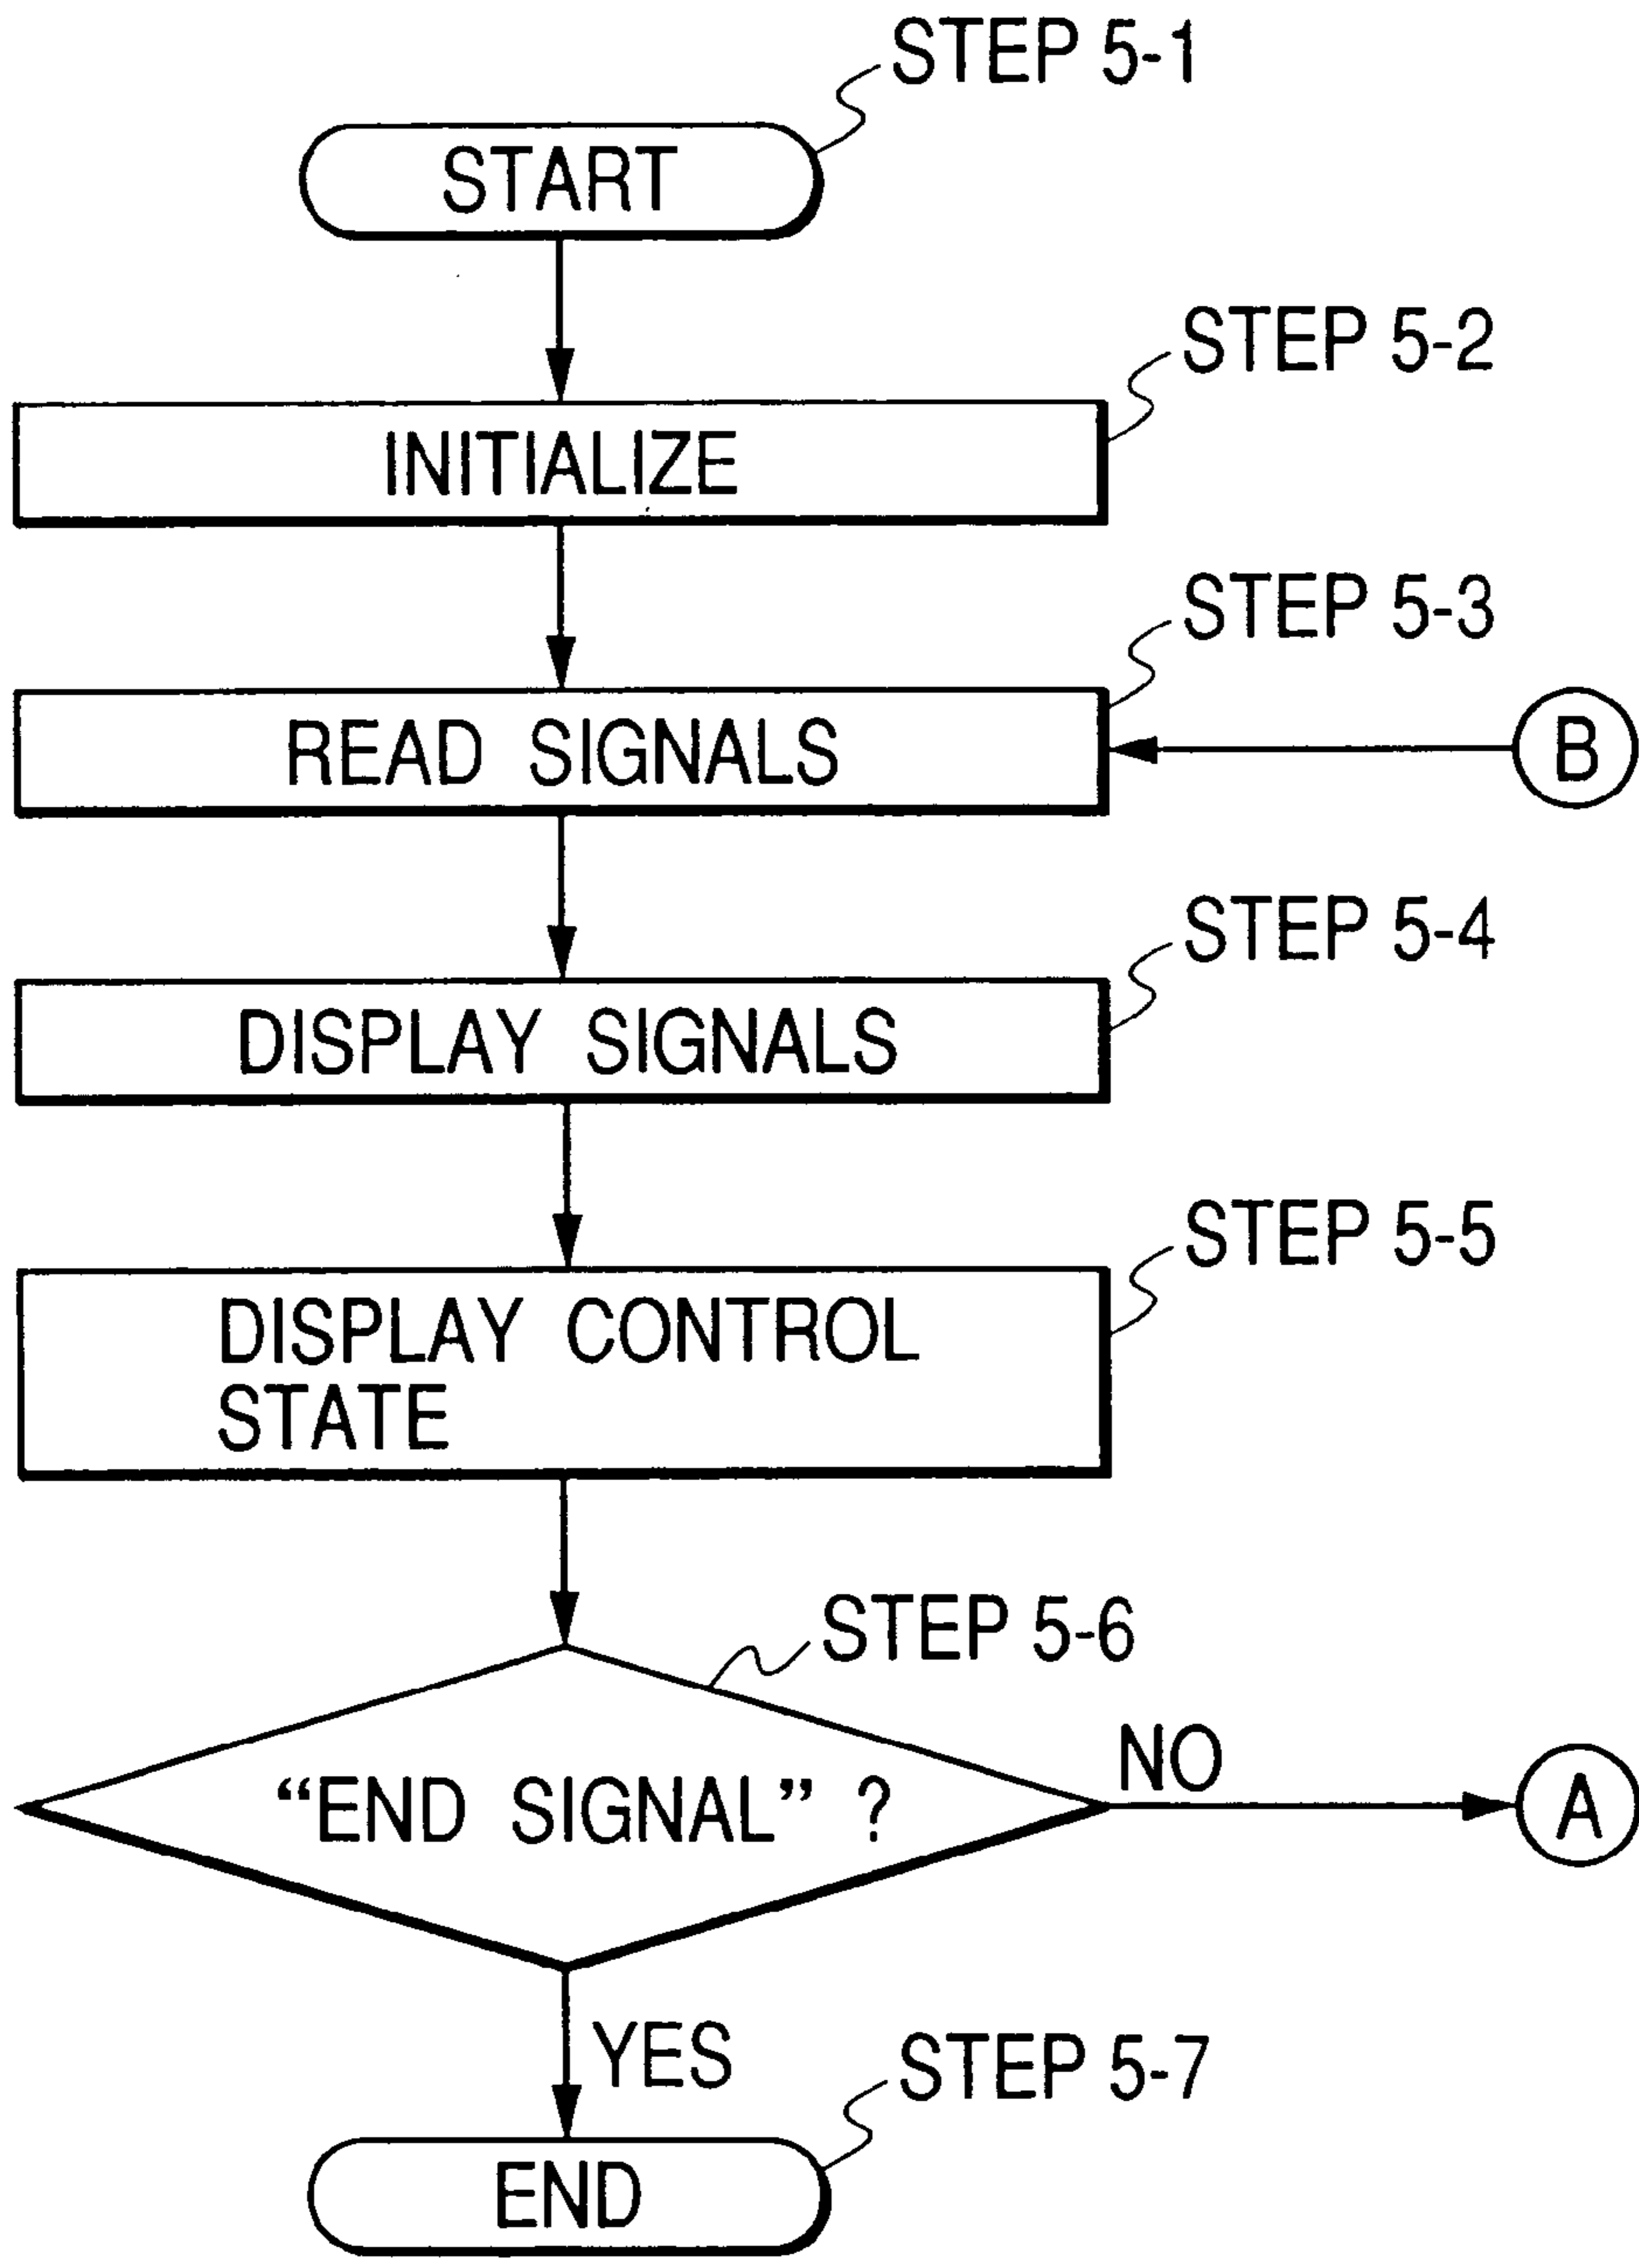 STEP 5-1
START
STEP 5-2
INITIALIZE
STEP 5-3
READ SIGNALS
B
STEP 5-4
DISPLAY SIGNALS
STEP 5-5
DISPLAY CONTROL
STATE
STEP 5-6
NO
“END SIGNAL” ?
A
YES
STEP 5-7
END